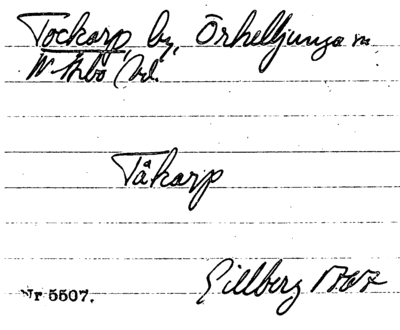 Tockarp, by, Örkelljunga sn
N Åsbo hd.
Tåkarp
Gillberg 1767
Nr 5507.